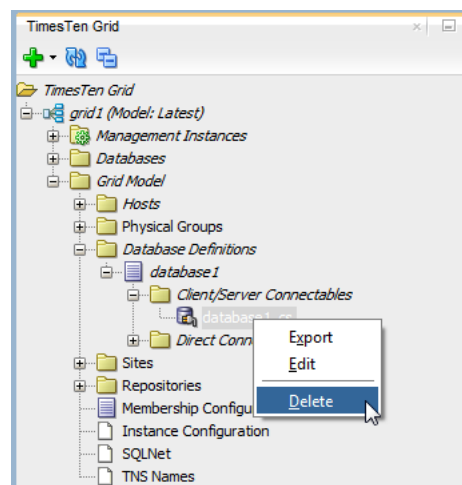 TimesTen Grid
TimesTen Grid
grid1 (Model: Latest)
Management Instances
Databases
Grid Model
Hosts
Physical Groups
Database Definitions
database1
Client/Server Connectables
database1_cs
Export
Direct Conn
Edit
Sites
Repositories
Delete
Membership Configu
Instance Configuration
SQLNet
TNS Names